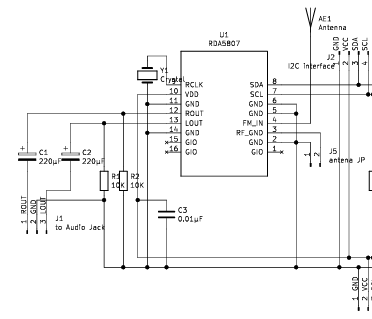 AE1
Antenna
U1
RDA5807
GND
VCC
SDA
SCL
J2
I2C interface
Y1
Crystal
RCLK
10 VDD
11 GND
12 ROUT
13 LOUT
14 GND
15 GIO
16 GIO
SDA 8
SCL 7
GND 6
GND 5
FM_IN 4
RF_GND 3
GND 2
GIO 1
1
2
3
4
C1
220µF
C2
220µF
R1
10K
R2
10K
J5
antena JP
1
2
C3
0.01µF
1 ROUT
2 GND
3 LOUT
J1
to Audio Jack
1 GND
2 VCC